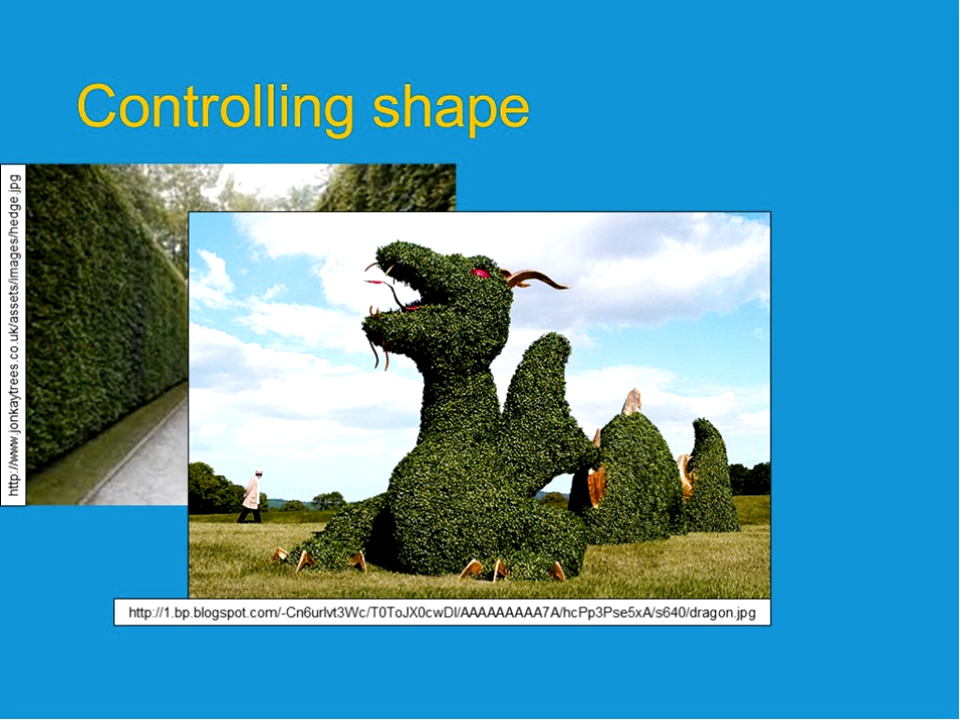 Controlling shape
http://www.jonkaytrees.co.uk/assets/images/hedge.jpg
http://1.bp.blogspot.com/-Cn6urlvt3Wc/T0ToJX0cwDI/AAAAAAAAA7A/hcPp3Pse5xA/s640/dragon.jpg